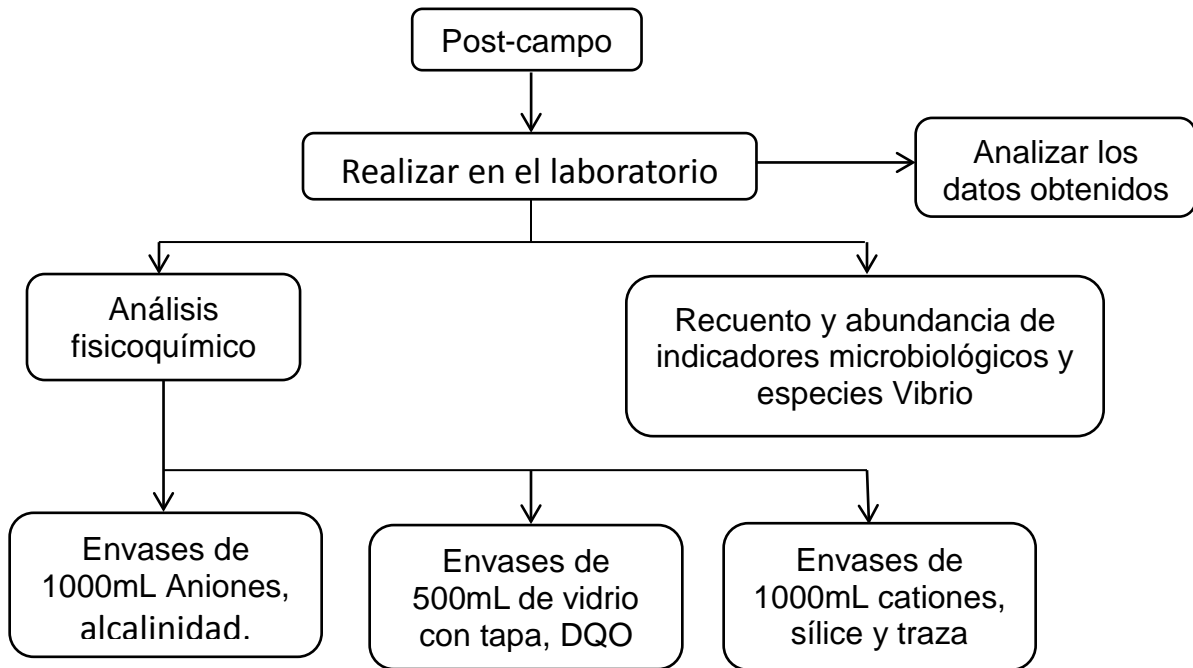 Post-campo
Realizar en el laboratorio
Analizar los
datos obtenidos
Análisis
fisicoquímico
Recuento y abundancia de
indicadores microbiológicos y
especies Vibrio
Envases de
1000mL Aniones,
alcalinidad.
Envases de
500mL de vidrio
con tapa, DQO
Envases de
1000mL cationes,
sílice y traza